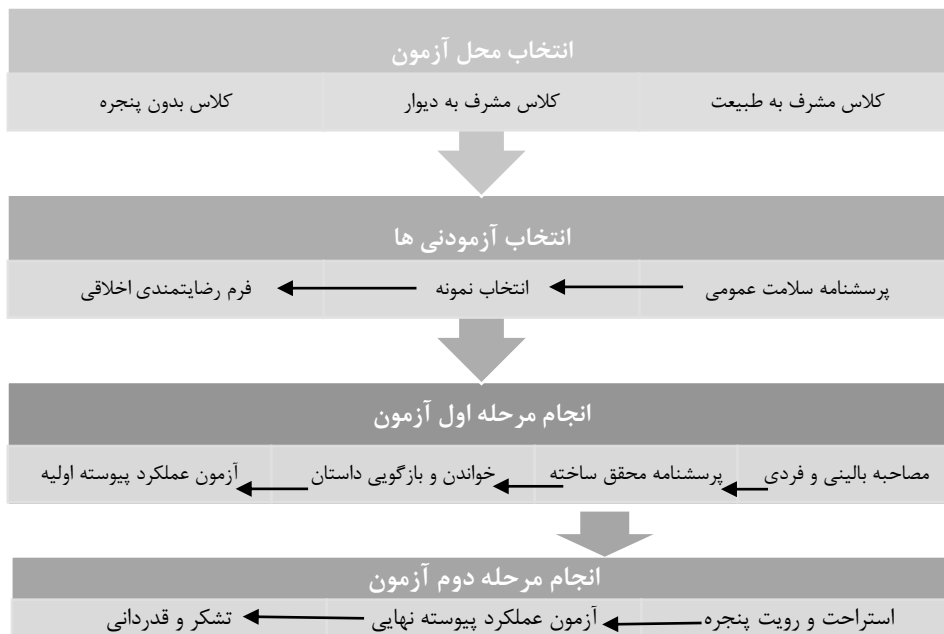 انتخاب محل آزمون
کلاس مشرف به طبیعت
کلاس مشرف به دیوار
کلاس بدون پنجره
انتخاب آزمودنی ها
پرسشنامه سلامت عمومی
انتخاب نمونه
فرم رضایتمندی اخلاقی
انجام مرحله اول آزمون
مصاحبه بالینی و فردی
پرسشنامه محقق ساخته
خواندن و بازگویی داستان
آزمون عملکرد پیوسته اولیه
انجام مرحله دوم آزمون
استراحت و رویت پنجره
آزمون عملکرد پیوسته نهایی
تشکر و قدردانی